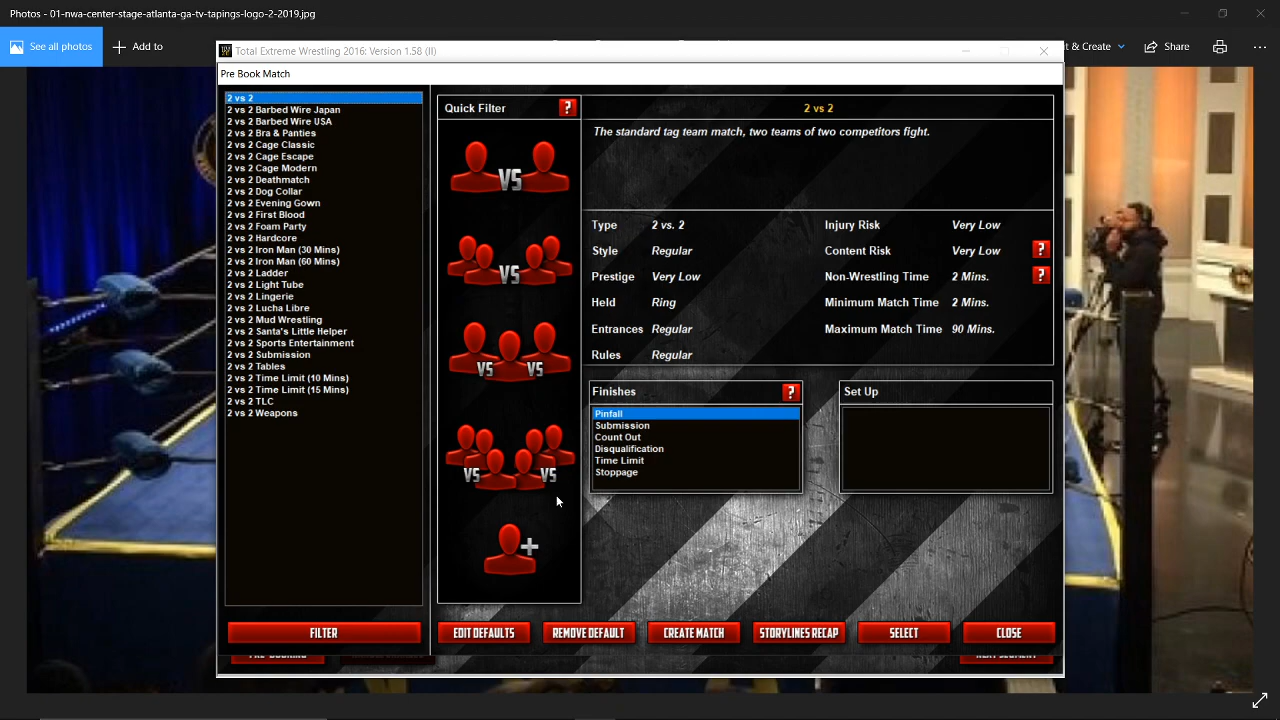 Photos - 01-nwa-center-stage-atlanta-ga-tv-tapings-logo-2-2019.jpg
See all photos
Add to
t & Create
Share
Total Extreme Wrestling 2016: Version 1.58 (II)
Pre Book Match
2 vs 2
2 vs 2 Barbed Wire Japan
2 vs 2 Barbed Wire USA
2 vs 2 Bra & Panties
2 vs 2 Cage Classic
2 vs 2 Cage Escape
2 vs 2 Cage Modern
2 vs 2 Deathmatch
2 vs 2 Dog Collar
2 vs 2 Evening Gown
2 vs 2 First Blood
2 vs 2 Foam Party
2 vs 2 Hardcore
2 vs 2 Iron Man (30 Mins)
2 vs 2 Iron Man (60 Mins)
2 vs 2 Ladder
2 vs 2 Light Tube
2 vs 2 Lingerie
2 vs 2 Lucha Libre
2 vs 2 Mud Wrestling
2 vs 2 Santa's Little Helper
2 vs 2 Sports Entertainment
2 vs 2 Submission
2 vs 2 Tables
2 vs 2 Time Limit (10 Mins)
2 vs 2 Time Limit (15 Mins)
2 vs 2 TLC
2 vs 2 Weapons
FILTER
Quick Filter ?
VS
VS
VS VS
VS VS
2 vs 2
The standard tag team match, two teams of two competitors fight.
Type 2 vs. 2
Style Regular
Prestige Very Low
Held Ring
Entrances Regular
Rules Regular
Injury Risk Very Low
Content Risk Very Low ?
Non-Wrestling Time 2 Mins. ?
Minimum Match Time 2 Mins.
Maximum Match Time 90 Mins.
Finishes ?
Pinfall
Submission
Count Out
Disqualification
Time Limit
Stoppage
Set Up
EDIT DEFAULTS
REMOVE DEFAULT
CREATE MATCH
STORYLINES RECAP
SELECT
CLOSE